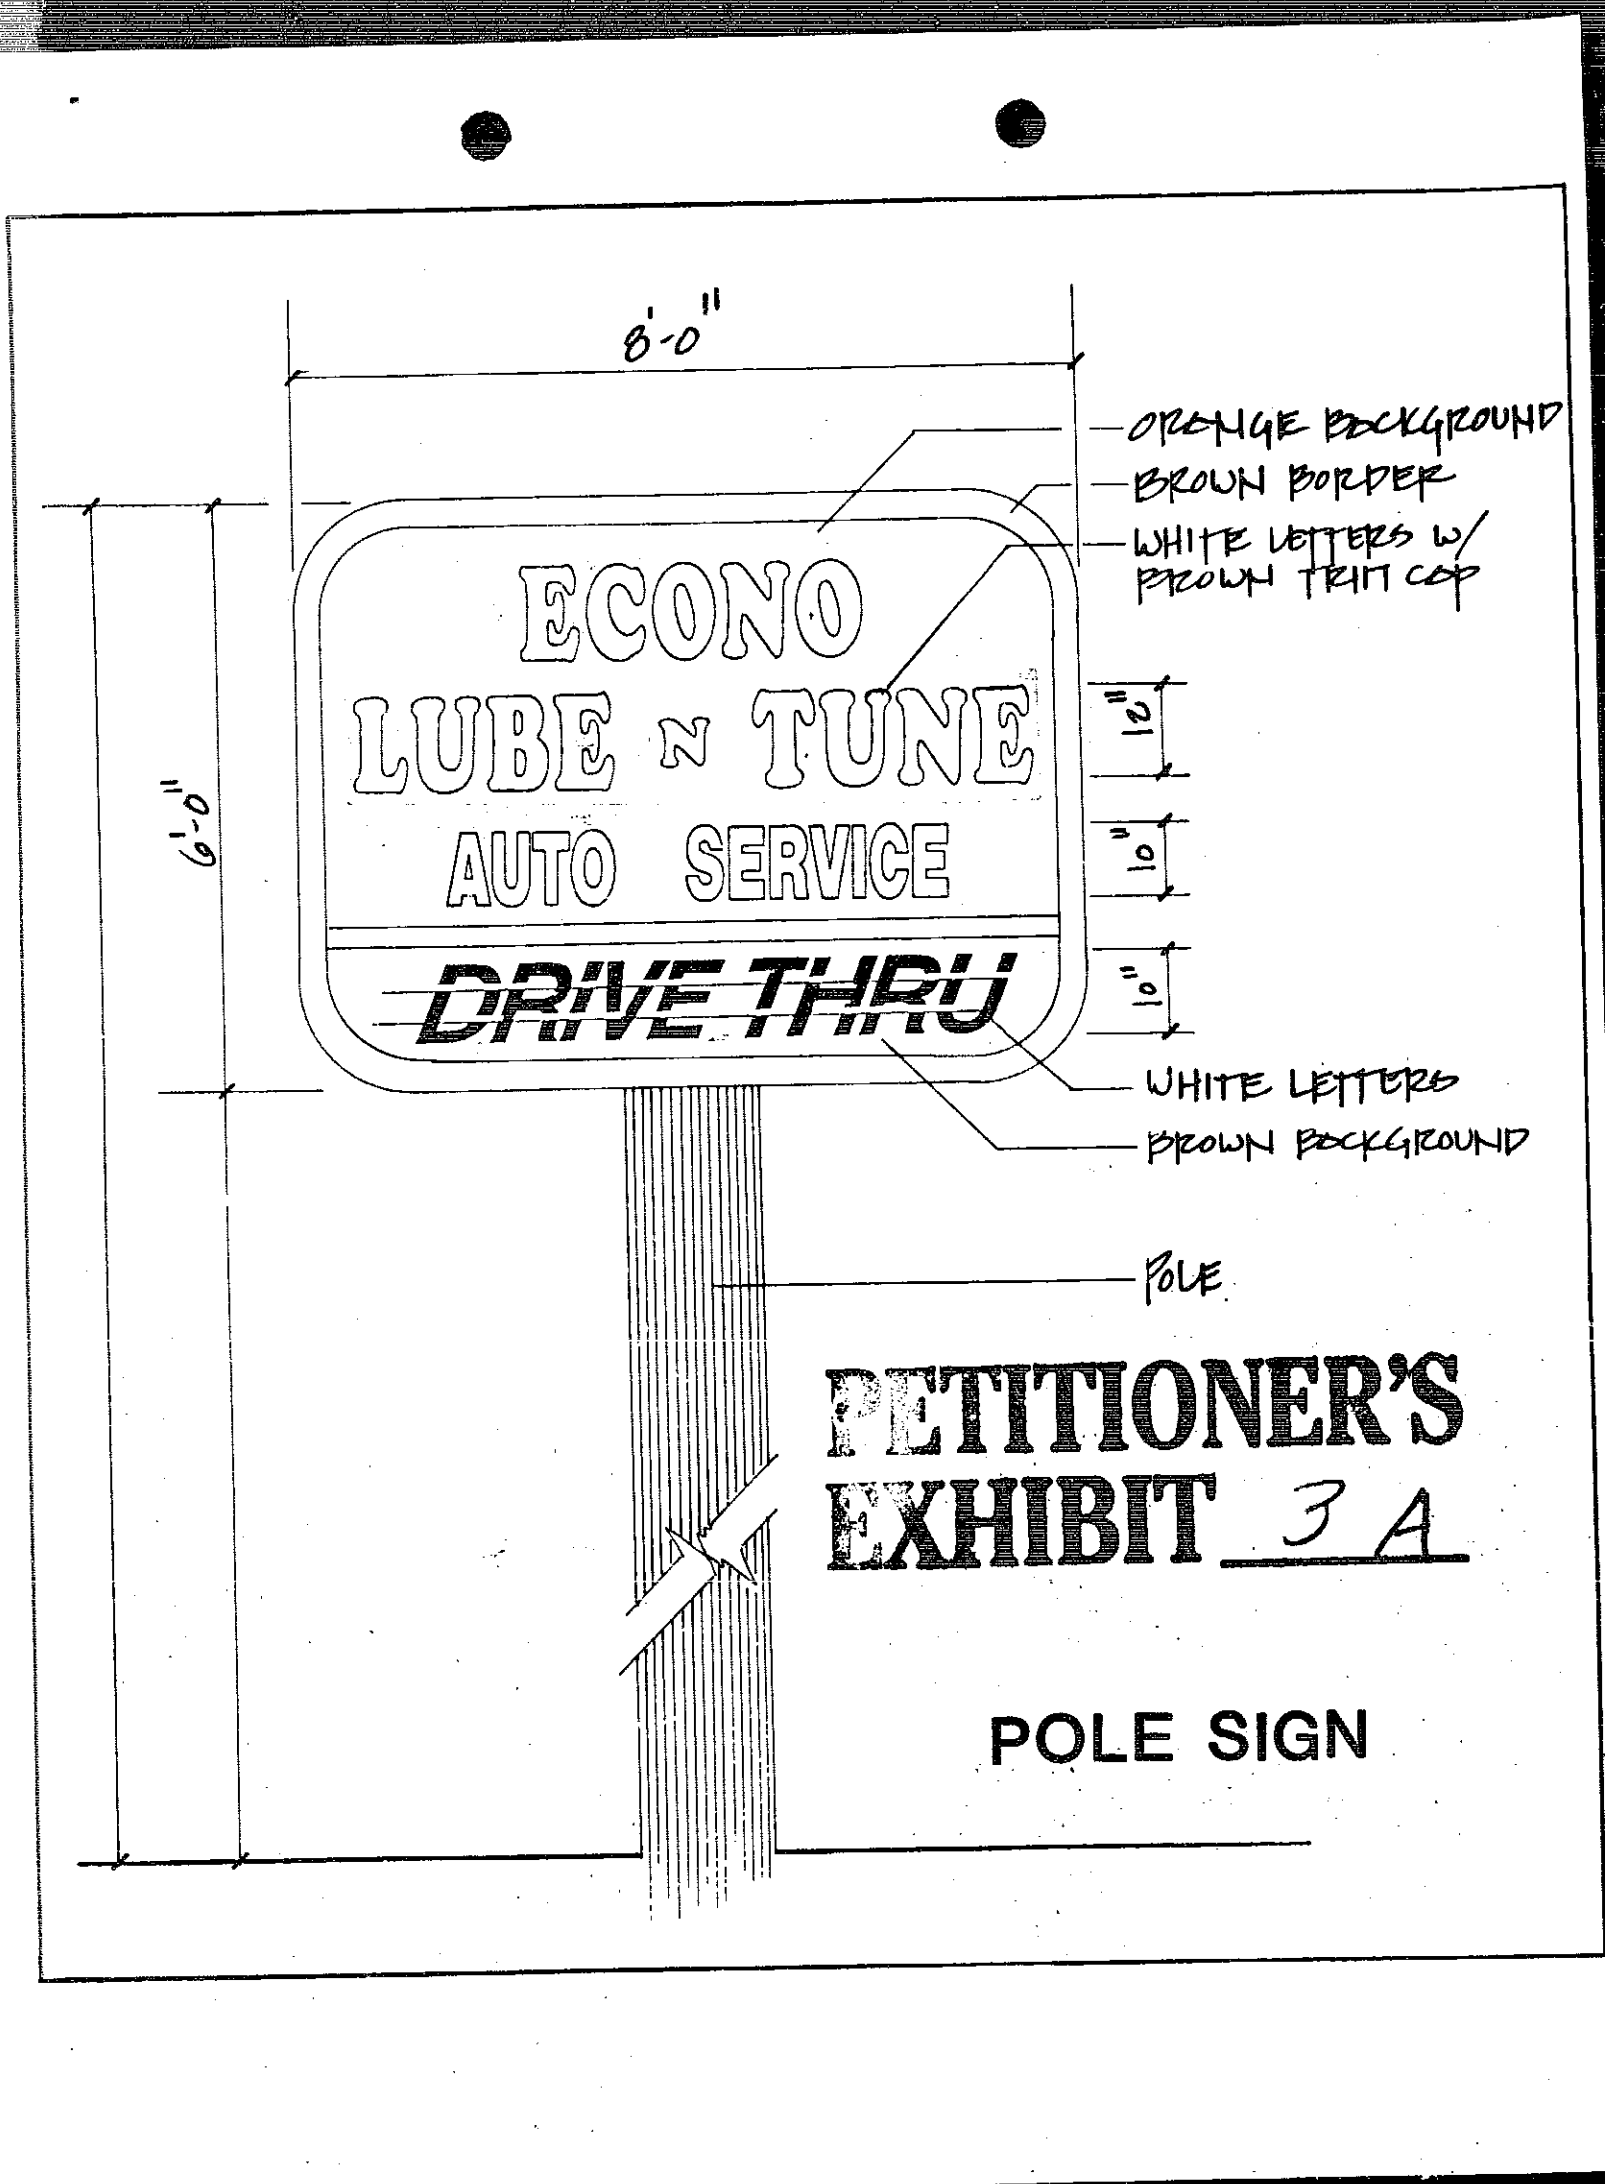 8'-0"
ORANGE BACKGROUND
BROWN BORDER
WHITE LETTERS W/
BROWN TRIM CAP
ECONO
LUBE N TUNE
12"
6'-0"
AUTO SERVICE
10"
DRIVE THRU
10"
WHITE LETTERS
BROWN BACKGROUND
POLE
PETITIONER'S
EXHIBIT 3 A
POLE SIGN